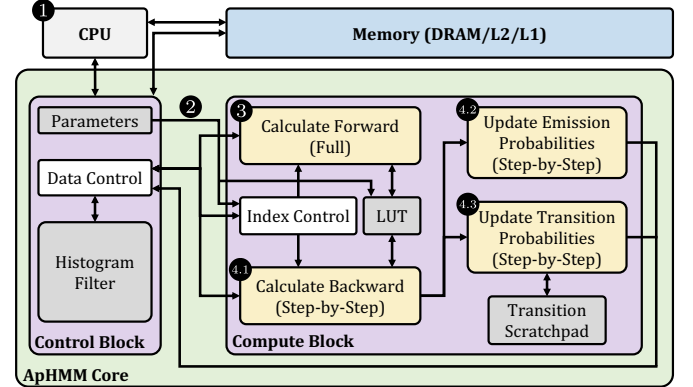 1
CPU
Memory (DRAM/L2/L1)
2
Parameters
Data Control
Histogram
Filter
Control Block
3
Calculate Forward
(Full)
Index Control
LUT
4.1
Calculate Backward
(Step-by-Step)
4.2
Update Emission
Probabilities
(Step-by-Step)
4.3
Update Transition
Probabilities
(Step-by-Step)
Transition
Scratchpad
Compute Block
ApHMM Core